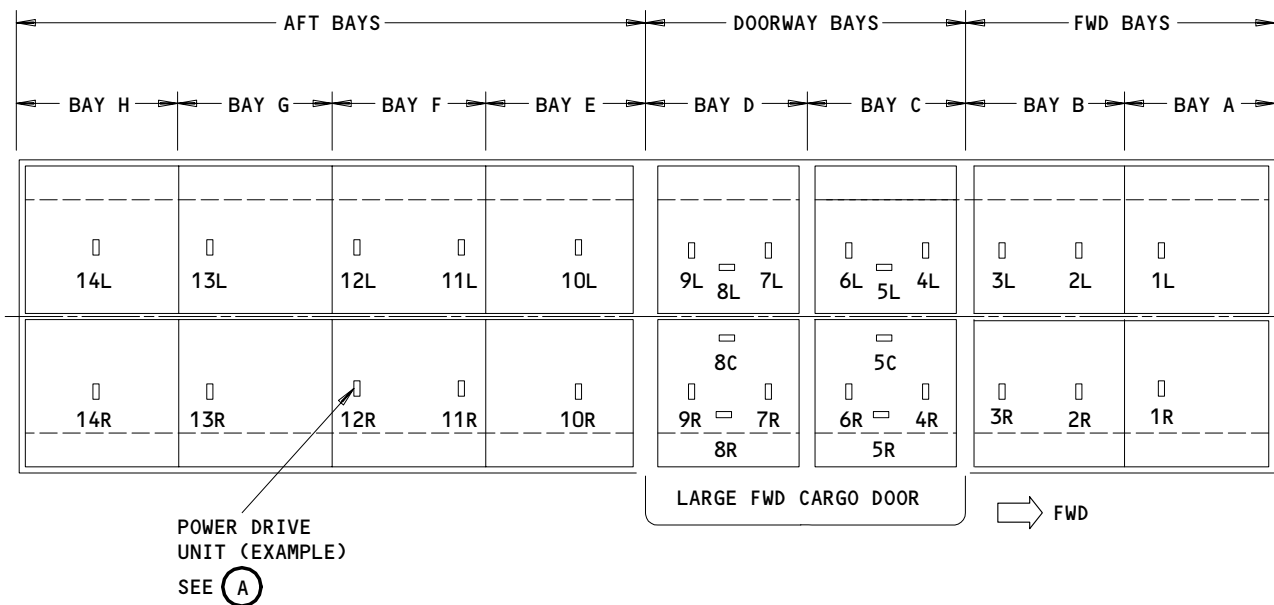 AFT BAYS DOORWAY BAYS FWD BAYS
BAY H BAY G BAY F BAY E BAY D BAY C BAY B BAY A
14L 13L 12L 11L 10L 9L 8L 7L 6L 5L 4L 3L 2L 1L
8C 5C
14R 13R 12R 11R 10R 9R 7R 6R 4R 3R 2R 1R
8R 5R
LARGE FWD CARGO DOOR
FWD
POWER DRIVE
UNIT (EXAMPLE)
SEE A